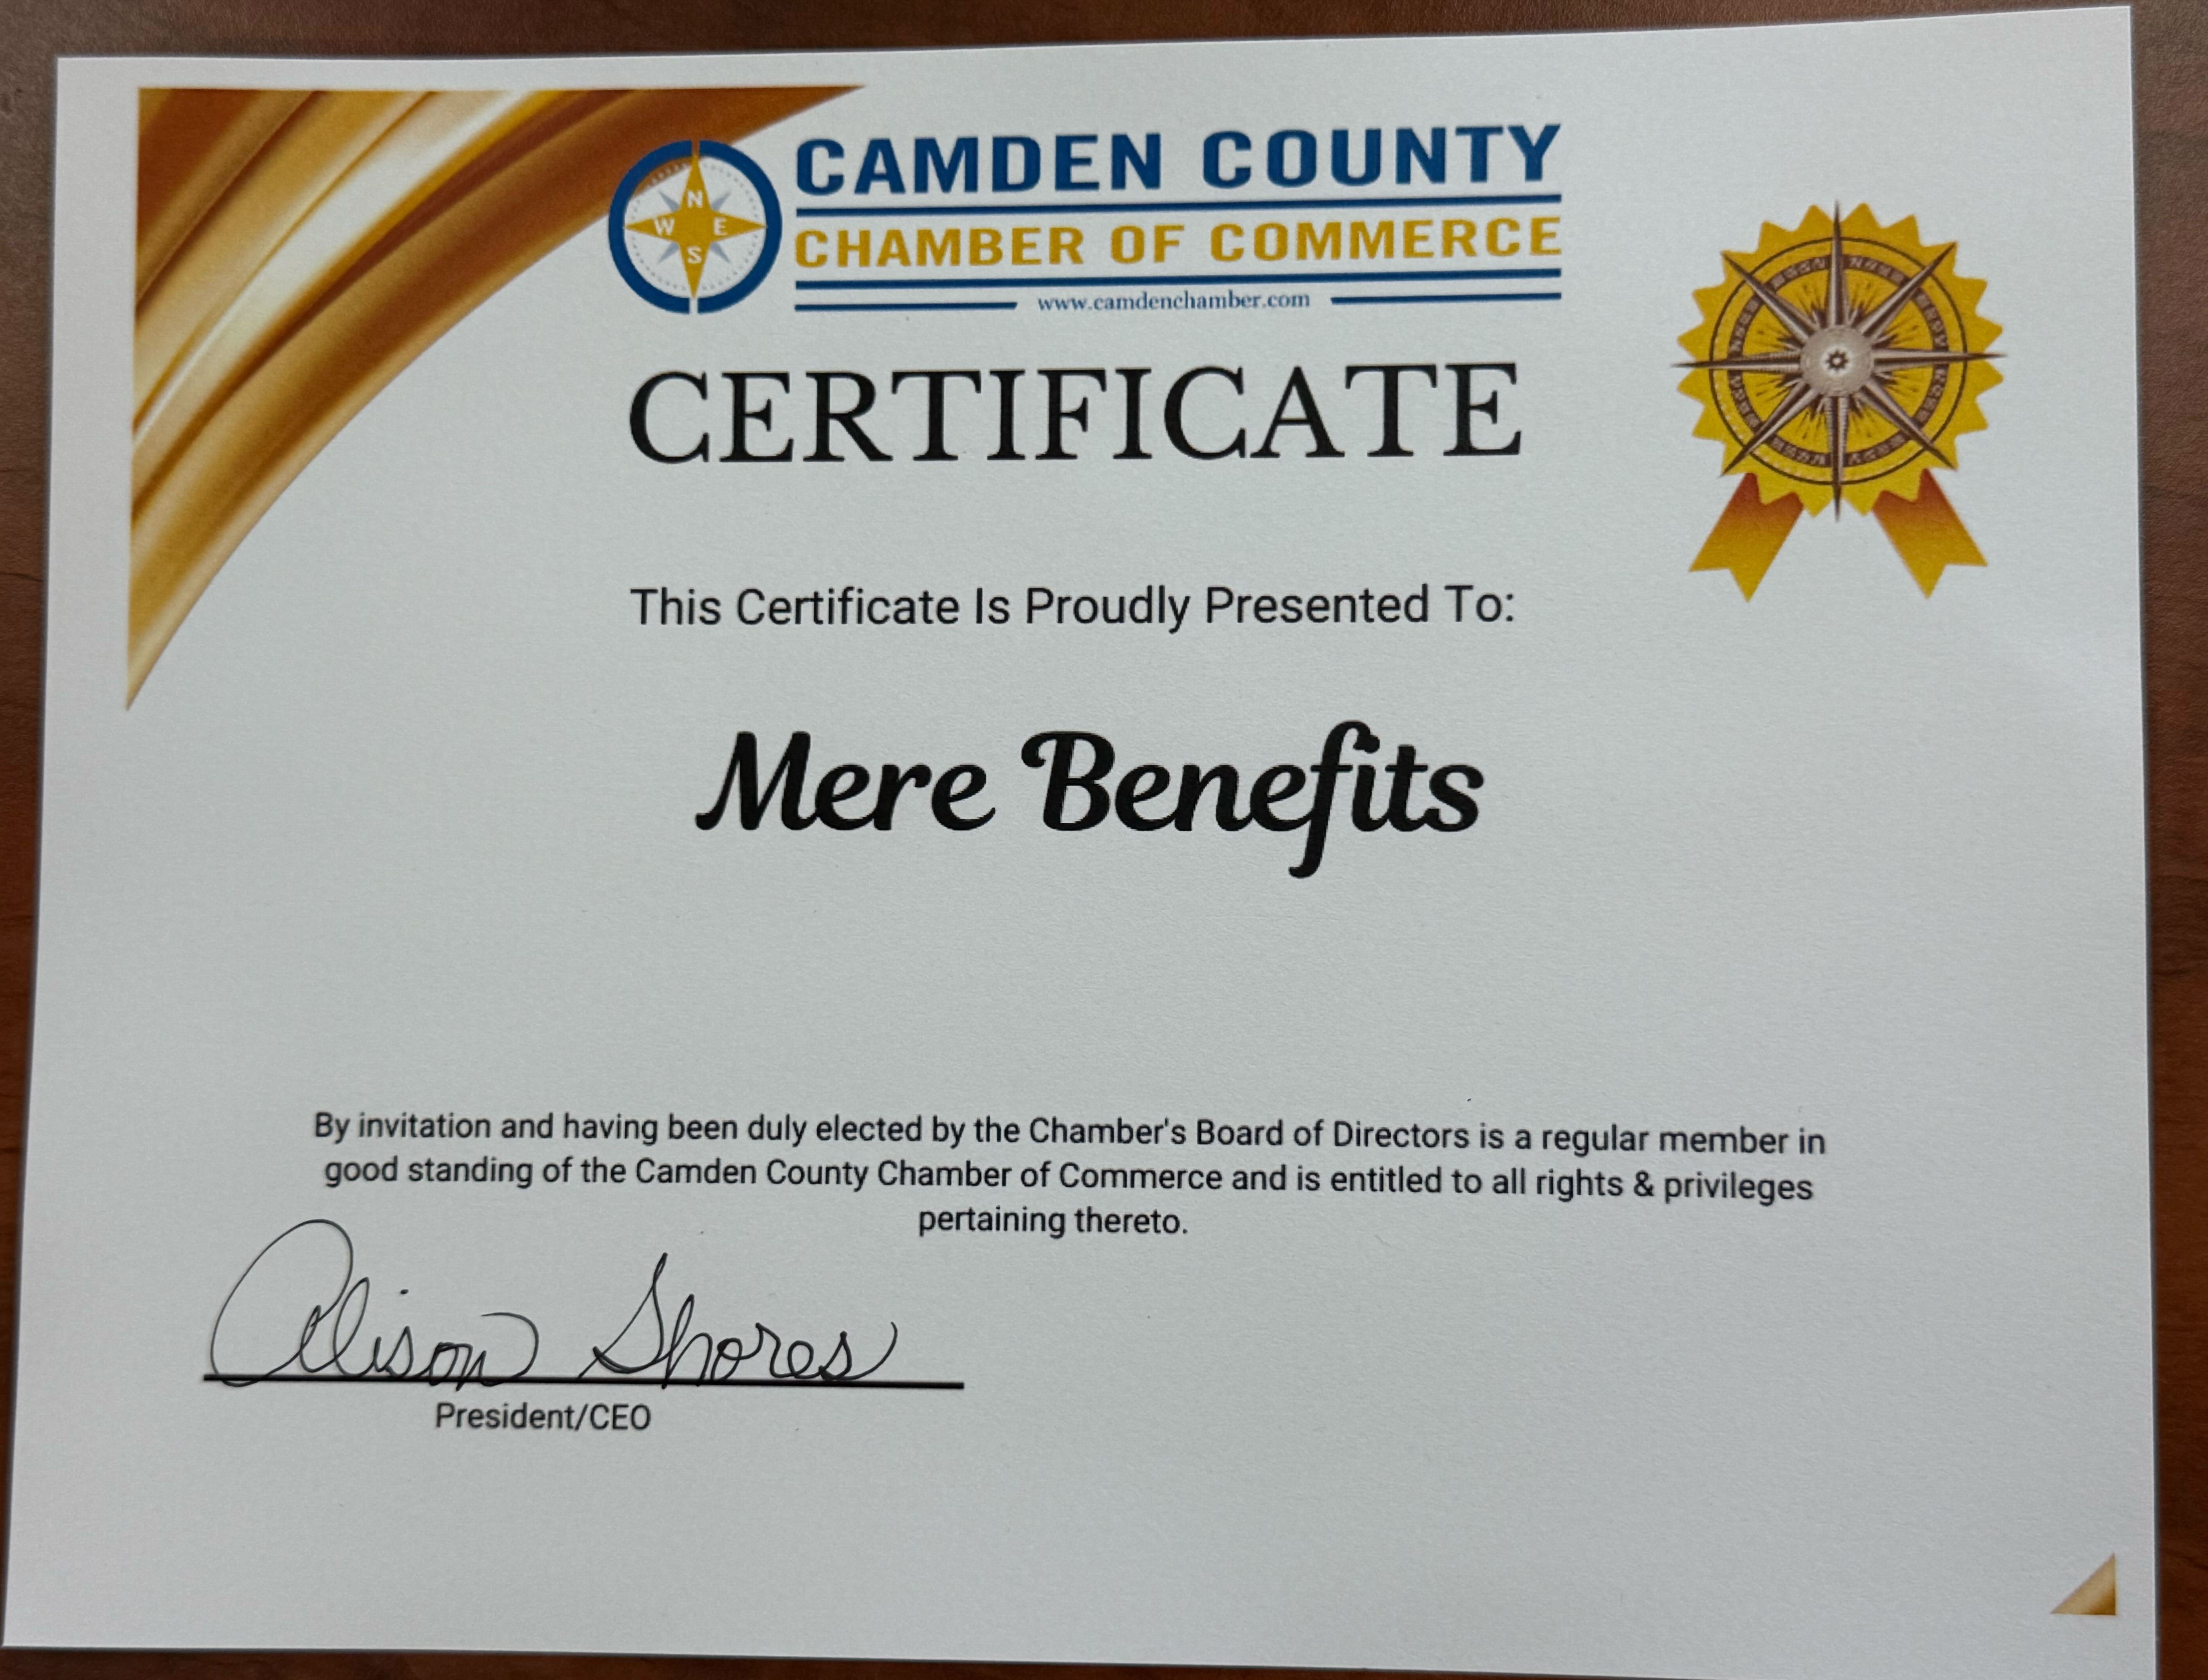 CAMDEN COUNTY
CHAMBER OF COMMERCE
www.camdenchamber.com
N
W E
S
CERTIFICATE
This Certificate Is Proudly Presented To:
Mere Benefits
By invitation and having been duly elected by the Chamber's Board of Directors is a regular member in
good standing of the Camden County Chamber of Commerce and is entitled to all rights & privileges
pertaining thereto.
Alison Shores
President/CEO